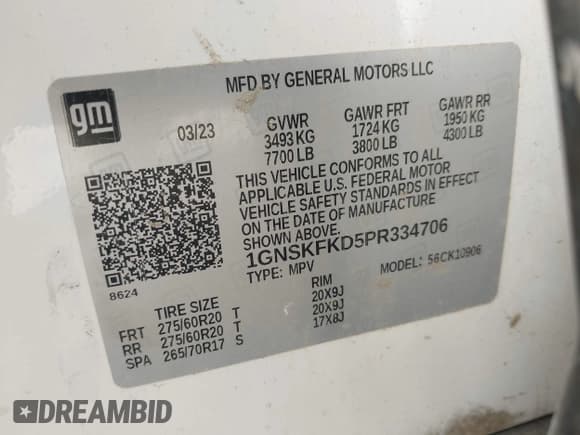 MFD BY GENERAL MOTORS LLC
gm
03/23
GVWR GAWR FRT GAWR RR
3493 KG 1724 KG 1950 KG
7700 LB 3800 LB 4300 LB
THIS VEHICLE CONFORMS TO ALL
APPLICABLE U.S. FEDERAL MOTOR
VEHICLE SAFETY STANDARDS IN EFFECT
ON THE DATE OF MANUFACTURE
SHOWN ABOVE.
1GNSKFKD5PR334706
TYPE: MPV MODEL: 56CK10906
8624
TIRE SIZE RIM
FRT 275/60R20 T 20X9J
RR 275/60R20 T 20X9J
SPA 265/70R17 S 17X8J
DREAMBID